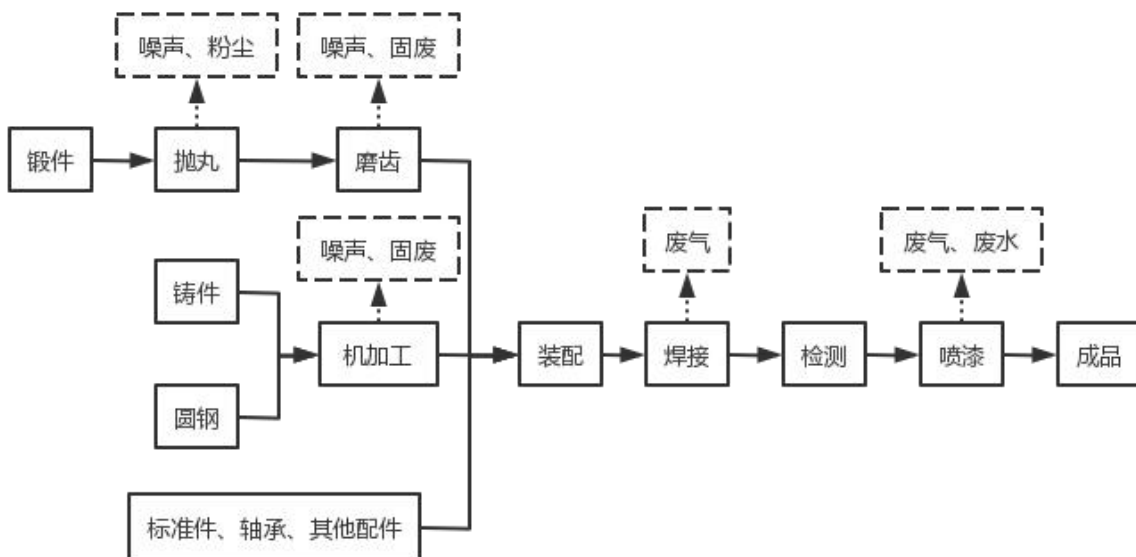 噪声、粉尘
噪声、固废
锻件
抛丸
磨齿
噪声、固废
废气
废气、废水
铸件
机加工
装配
焊接
检测
喷漆
成品
圆钢
标准件、轴承、其他配件